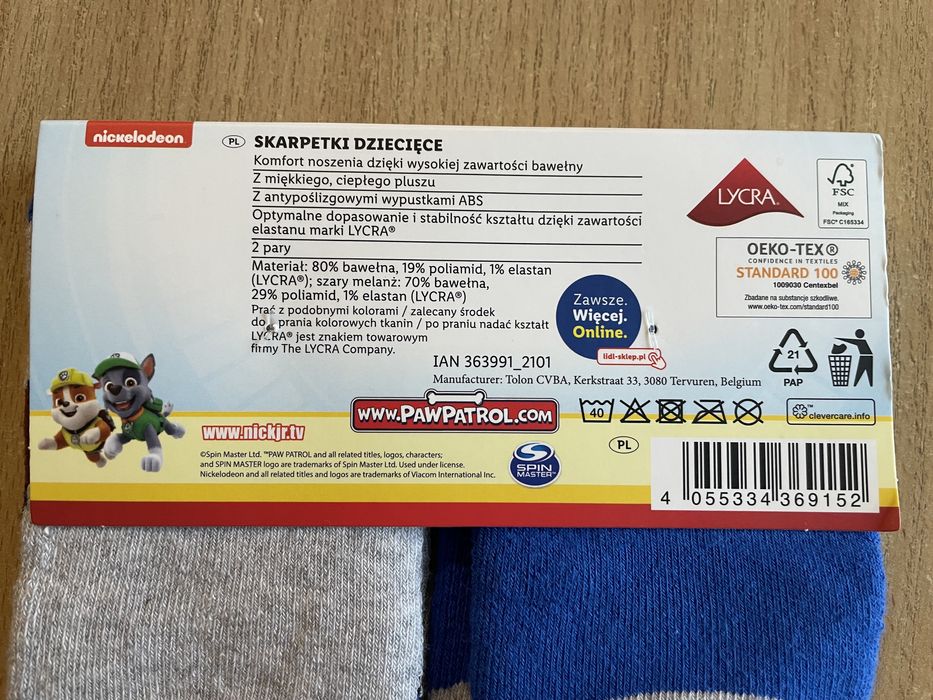 nickelodeon
PL SKARPETKI DZIECIĘCE
Komfort noszenia dzięki wysokiej zawartości bawełny
Z miękkiego, ciepłego pluszu
Z antypoślizgowymi wypustkami ABS
Optymalne dopasowanie i stabilność kształtu dzięki zawartości
elastanu marki LYCRA®
2 pary
Materiał: 80% bawełna, 19% poliamid, 1% elastan
(LYCRA®); szary melanż: 70% bawełna,
29% poliamid, 1% elastan (LYCRA®)
Prać z podobnymi kolorami / zalecany środek
do prania kolorowych tkanin / po praniu nadać kształt
LYCRA® jest znakiem towarowym
firmy The LYCRA Company.
Zawsze.
Więcej.
Online.
lidl-sklep.pl
LYCRA
FSC
MIX
Packaging
FSC® C165334
OEKO-TEX®
CONFIDENCE IN TEXTILES
STANDARD 100
1009030 Centexbel
Zbadane na substancje szkodliwe.
www.oeko-tex.com/standard100
IAN 363991_2101
Manufacturer: Tolon CVBA, Kerkstraat 33, 3080 Tervuren, Belgium
21
PAP
www.PAWPATROL.com
40
clevercare.info
www.nickjr.tv
©Spin Master Ltd. ™PAW PATROL and all related titles, logos, characters;
and SPIN MASTER logo are trademarks of Spin Master Ltd. Used under license.
Nickelodeon and all related titles and logos are trademarks of Viacom International Inc.
SPIN
MASTER™
PL
4 055334 369152